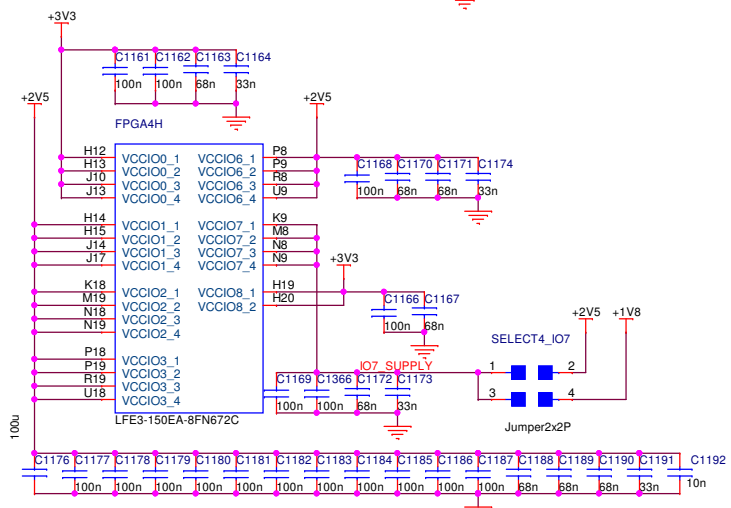 +3V3
C1161 C1162 C1163 C1164
100n 100n 68n 33n
+2V5 +2V5
FPGA4H
H12 VCCIO0_1 VCCIO6_1 P8
H13 VCCIO0_2 VCCIO6_2 P9
J10 VCCIO0_3 VCCIO6_3 R8
J13 VCCIO0_4 VCCIO6_4 U9
C1168 C1170 C1171 C1174
100n 68n 68n 33n
H14 VCCIO1_1 VCCIO7_1 K9
H15 VCCIO1_2 VCCIO7_2 M8
J14 VCCIO1_3 VCCIO7_3 N8
J17 VCCIO1_4 VCCIO7_4 N9
+3V3
K18 VCCIO2_1 VCCIO8_1 H19
M19 VCCIO2_2 VCCIO8_2 H20
N18 VCCIO2_3
N19 VCCIO2_4
C1166 C1167
100n 68n
+2V5 +1V8
SELECT4_IO7
P18 VCCIO3_1
P19 VCCIO3_2
R19 VCCIO3_3
U18 VCCIO3_4
IO7_SUPPLY
1 2
3 4
C1169 C1366 C1172 C1173
100n 100n 68n 33n
LFE3-150EA-8FN672C
Jumper2x2P
100u
C1176 C1177 C1178 C1179 C1180 C1181 C1182 C1183 C1184 C1185 C1186 C1187 C1188 C1189 C1190 C1191 C1192
100n 100n 100n 100n 100n 100n 100n 100n 100n 100n 100n 68n 68n 68n 33n 10n